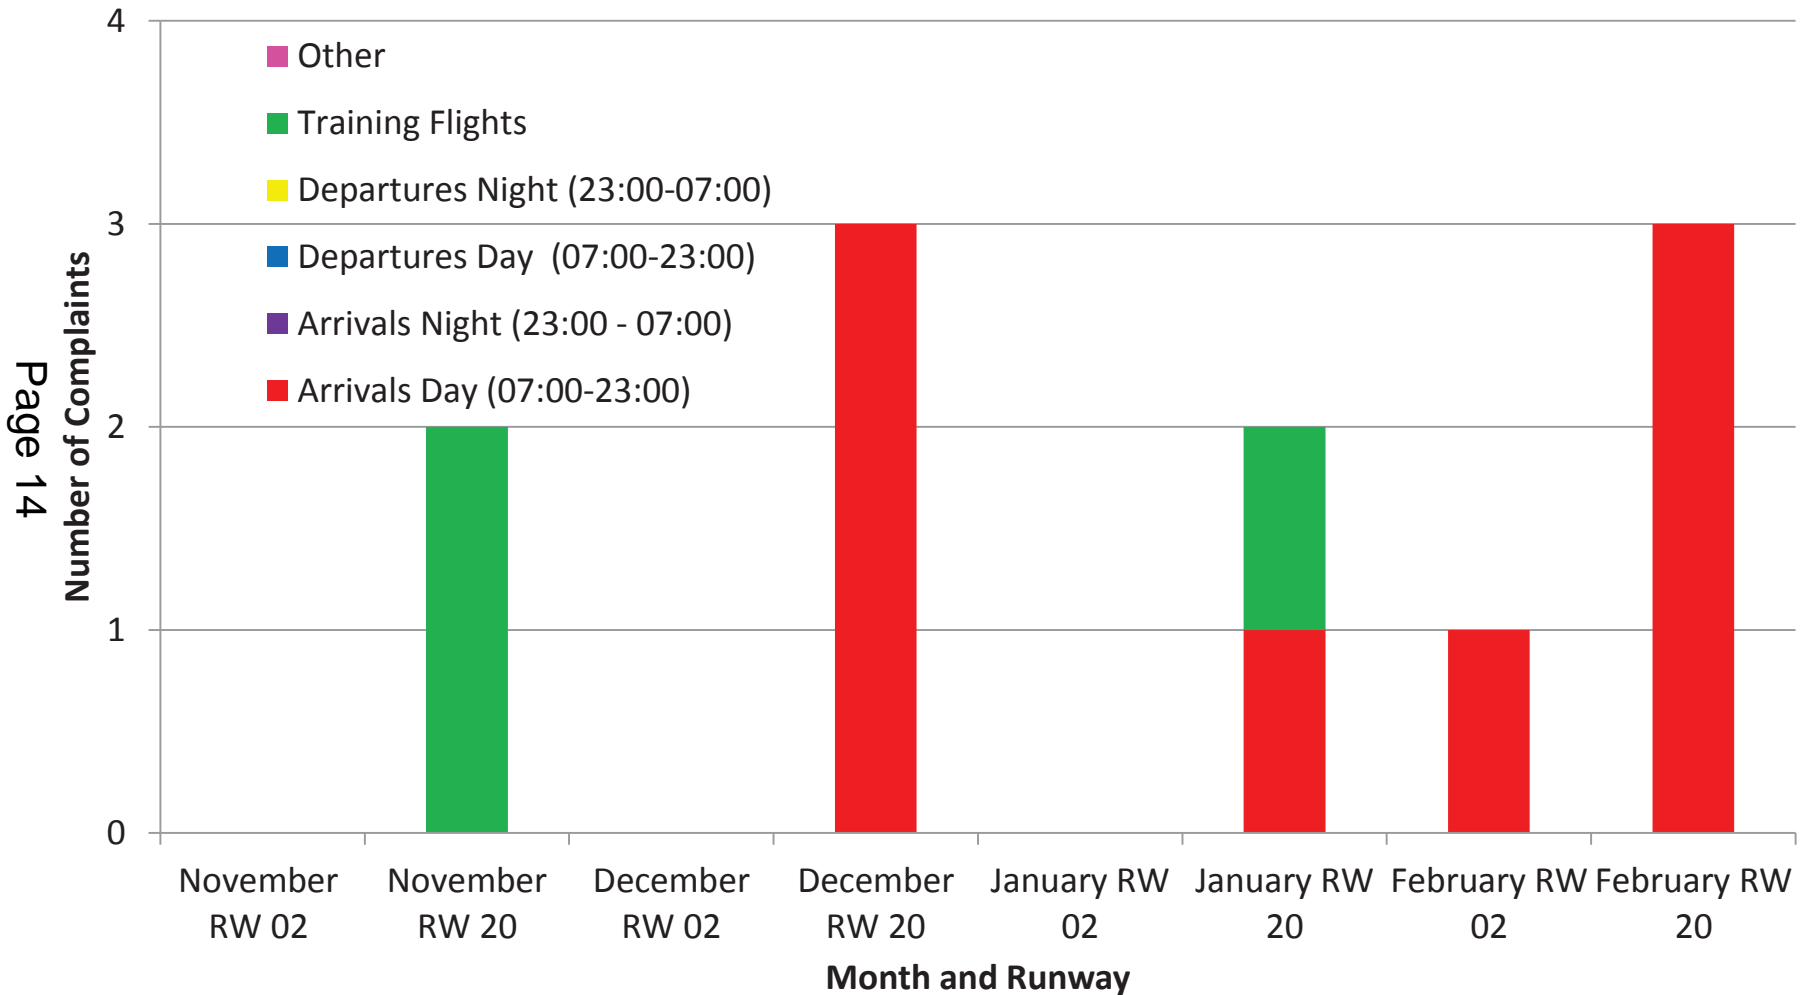 Page 14
Number of Complaints
4
3
2
1
0
Other
Training Flights
Departures Night (23:00-07:00)
Departures Day  (07:00-23:00)
Arrivals Night (23:00 - 07:00)
Arrivals Day (07:00-23:00)
November
RW 02
November
RW 20
December
RW 02
December
RW 20
January RW
02
January RW
20
February RW
02
February RW
20
Month and Runway